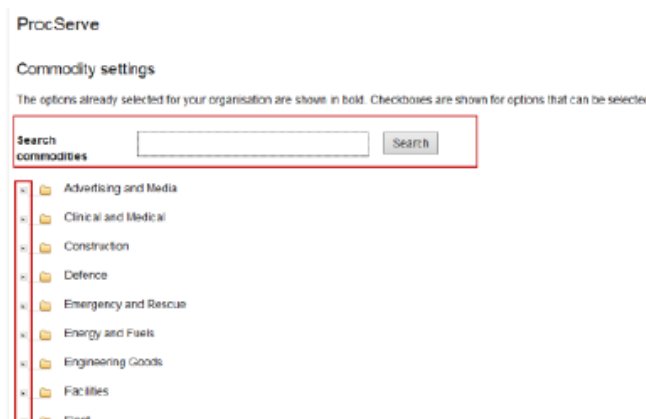 ProcServe
Commodity settings
The options already selected for your organisation are shown in bold. Checkboxes are shown for options that can be selected
Search commodities
Search
Advertising and Media
Clinical and Medical
Construction
Defence
Emergency and Rescue
Energy and Fuels
Engineering Goods
Facilities